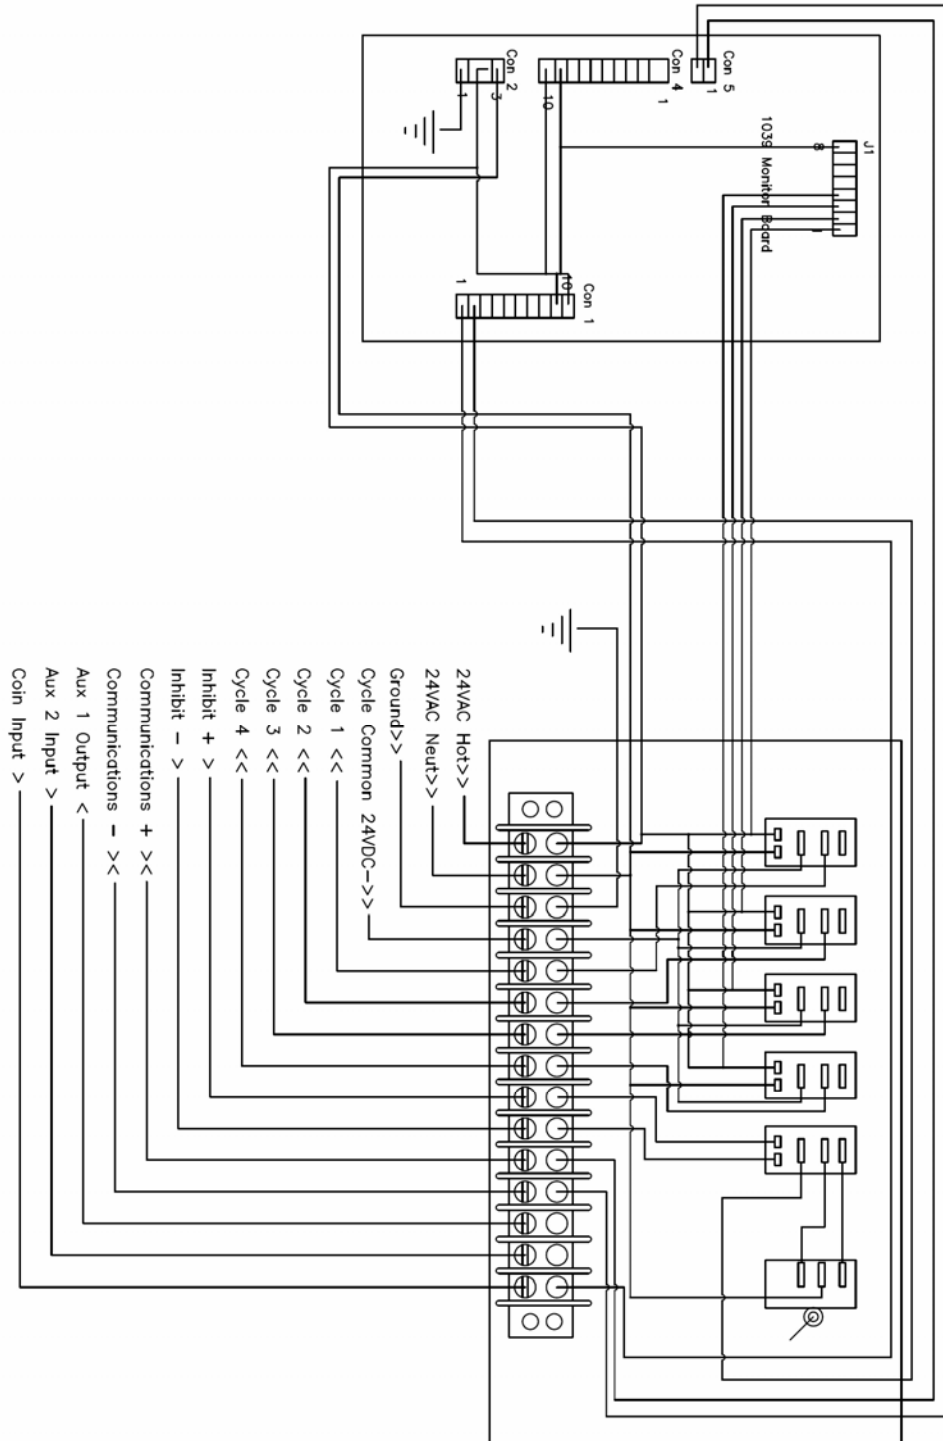 Con 5
1
Con 4
10
1
Con 2
1
3
J1
8
1
1039 Monitor Board
Con 1
10
1
24VAC Hot>>
24VAC Neut>>
Ground>>
Cycle Common 24VDC->>
Cycle 1 <<
Cycle 2 <<
Cycle 3 <<
Cycle 4 <<
Inhibit + >
Inhibit - >
Communications + ><
Communications - ><
Aux 1 Output <
Aux 2 Input >
Coin Input >